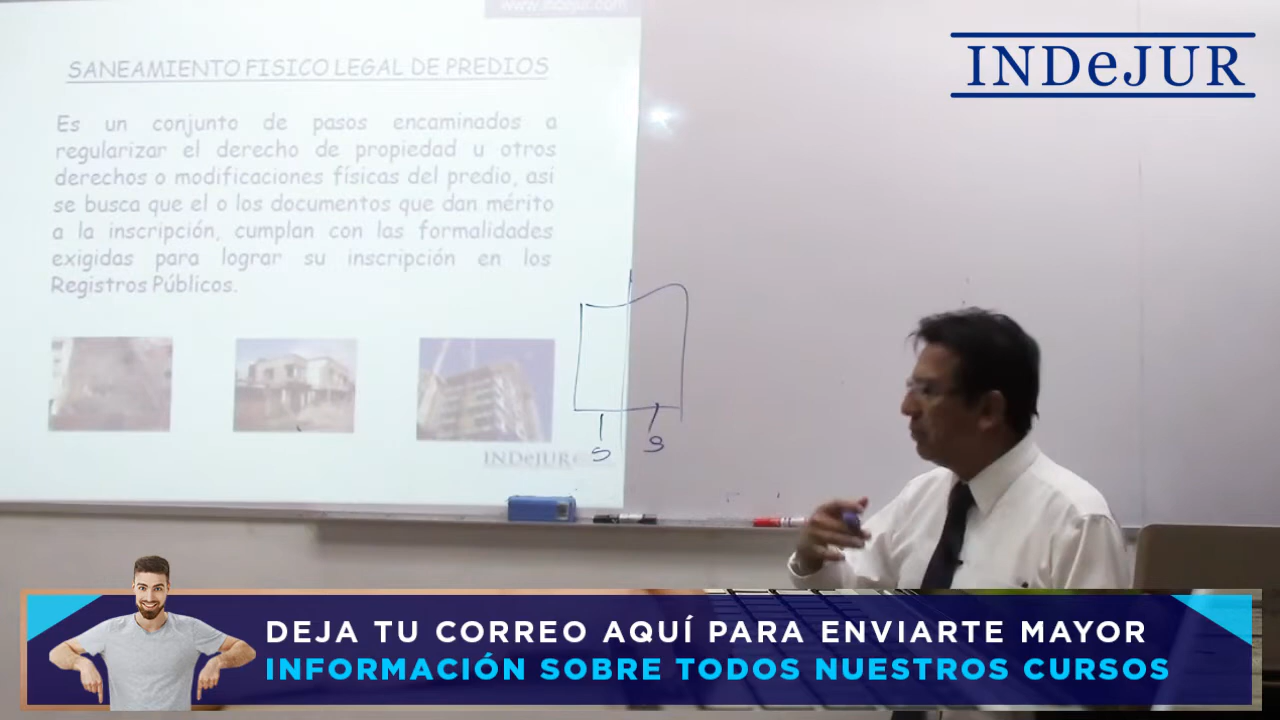 www.indejur.com
INDeJUR
SANEAMIENTO FISICO LEGAL DE PREDIOS
Es un conjunto de pasos encaminados a
regularizar el derecho de propiedad u otros
derechos o modificaciones físicas del predio, asi
se busca que el o los documentos que dan mérito
a la inscripción, cumplan con las formalidades
exigidas para lograr su inscripción en los
Registros Públicos.
INDeJUR
DEJA TU CORREO AQUÍ PARA ENVIARTE MAYOR
INFORMACIÓN SOBRE TODOS NUESTROS CURSOS